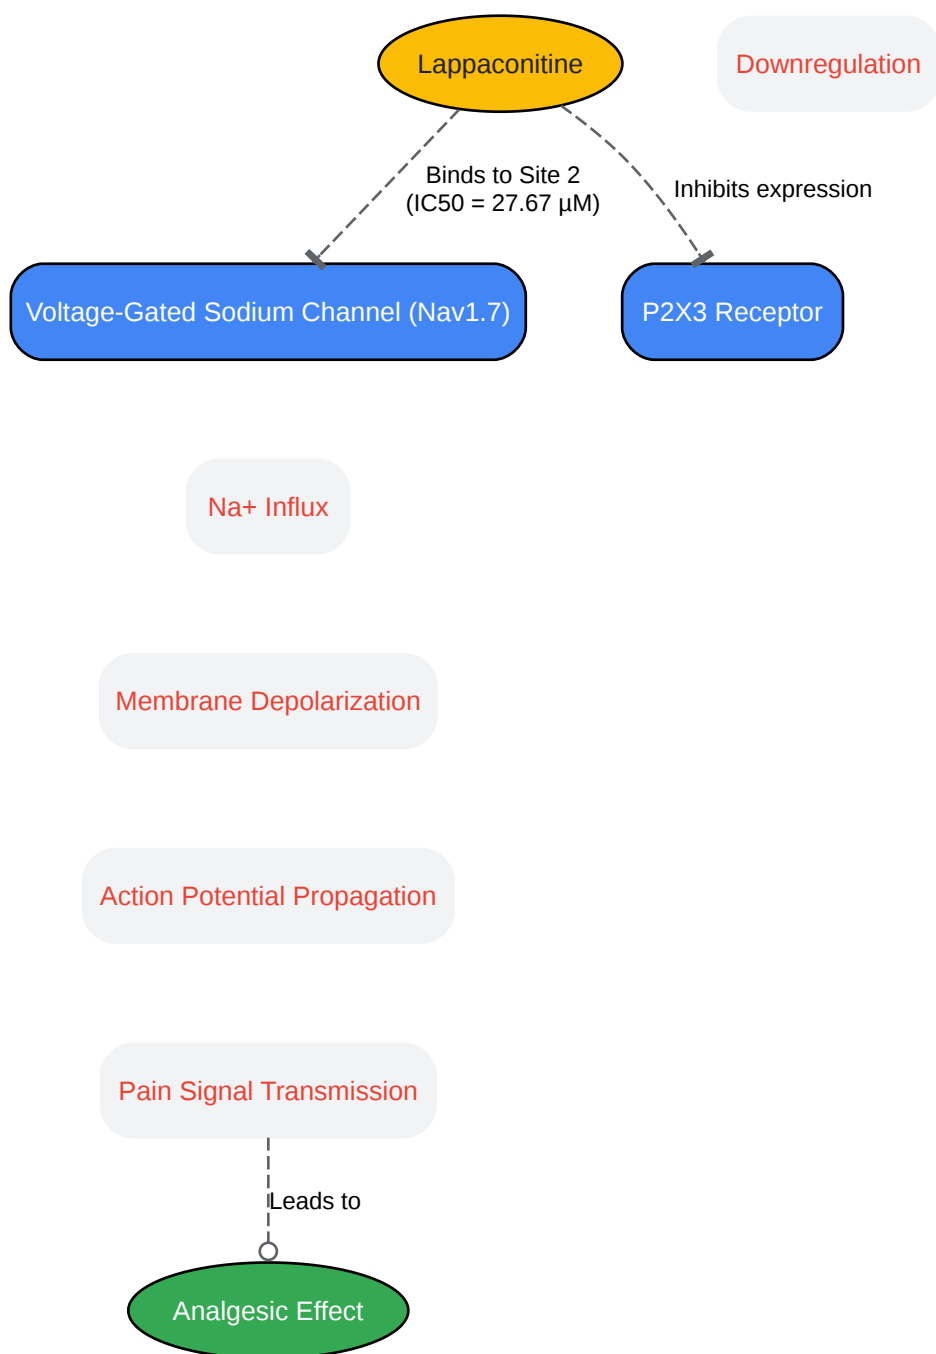 Lappaconitine
Downregulation
Binds to Site 2
(IC50 = 27.67 µM)
Inhibits expression
Voltage-Gated Sodium Channel (Nav1.7)
P2X3 Receptor
Na+ Influx
Membrane Depolarization
Action Potential Propagation
Pain Signal Transmission
Leads to
Analgesic Effect